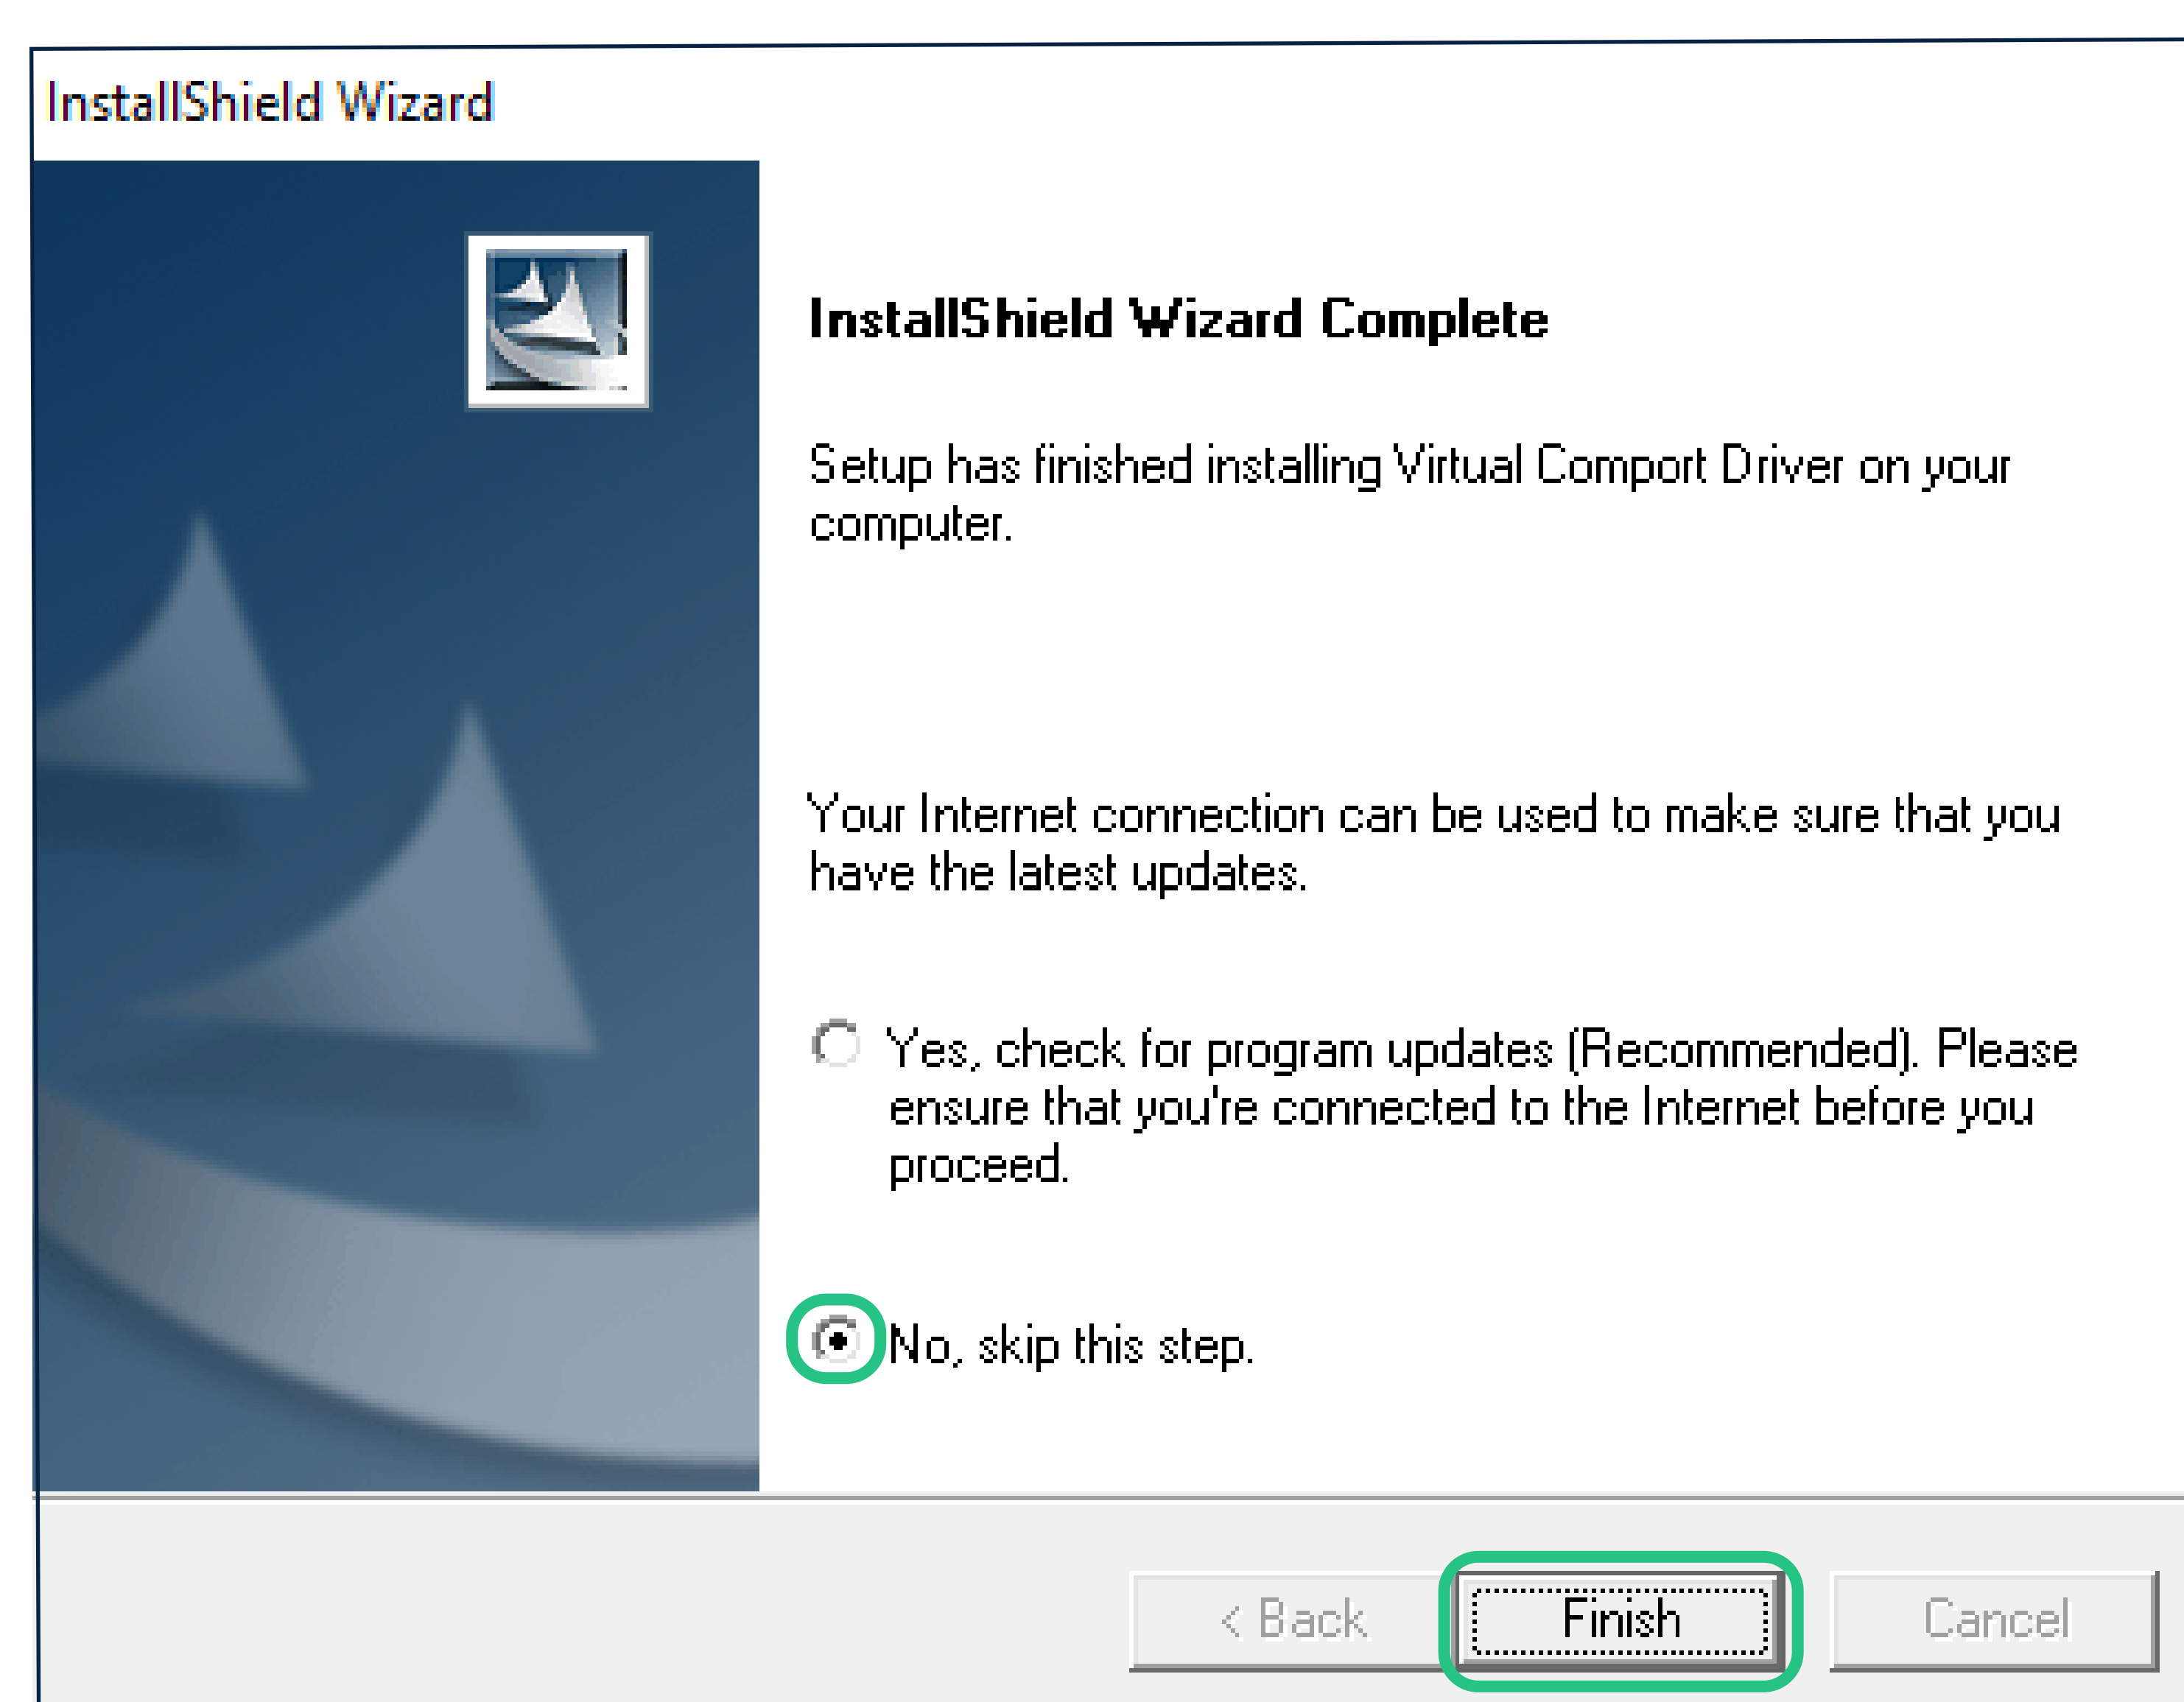 InstallShield Wizard
InstallShield Wizard Complete
Setup has finished installing Virtual Comport Driver on your
computer.
Your Internet connection can be used to make sure that you
have the latest updates.
Yes, check for program updates (Recommended). Please
ensure that you're connected to the Internet before you
proceed.
No, skip this step.
< Back
Finish
Cancel